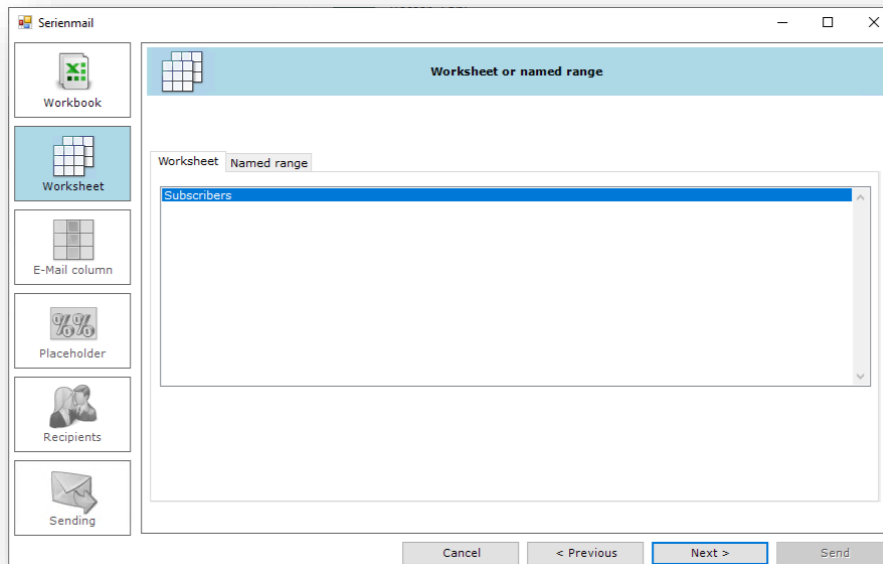 Serienmail
Workbook
Worksheet
E-Mail column
Placeholder
Recipients
Sending
Worksheet or named range
Worksheet
Named range
Subscribers
Cancel
< Previous
Next >
Send